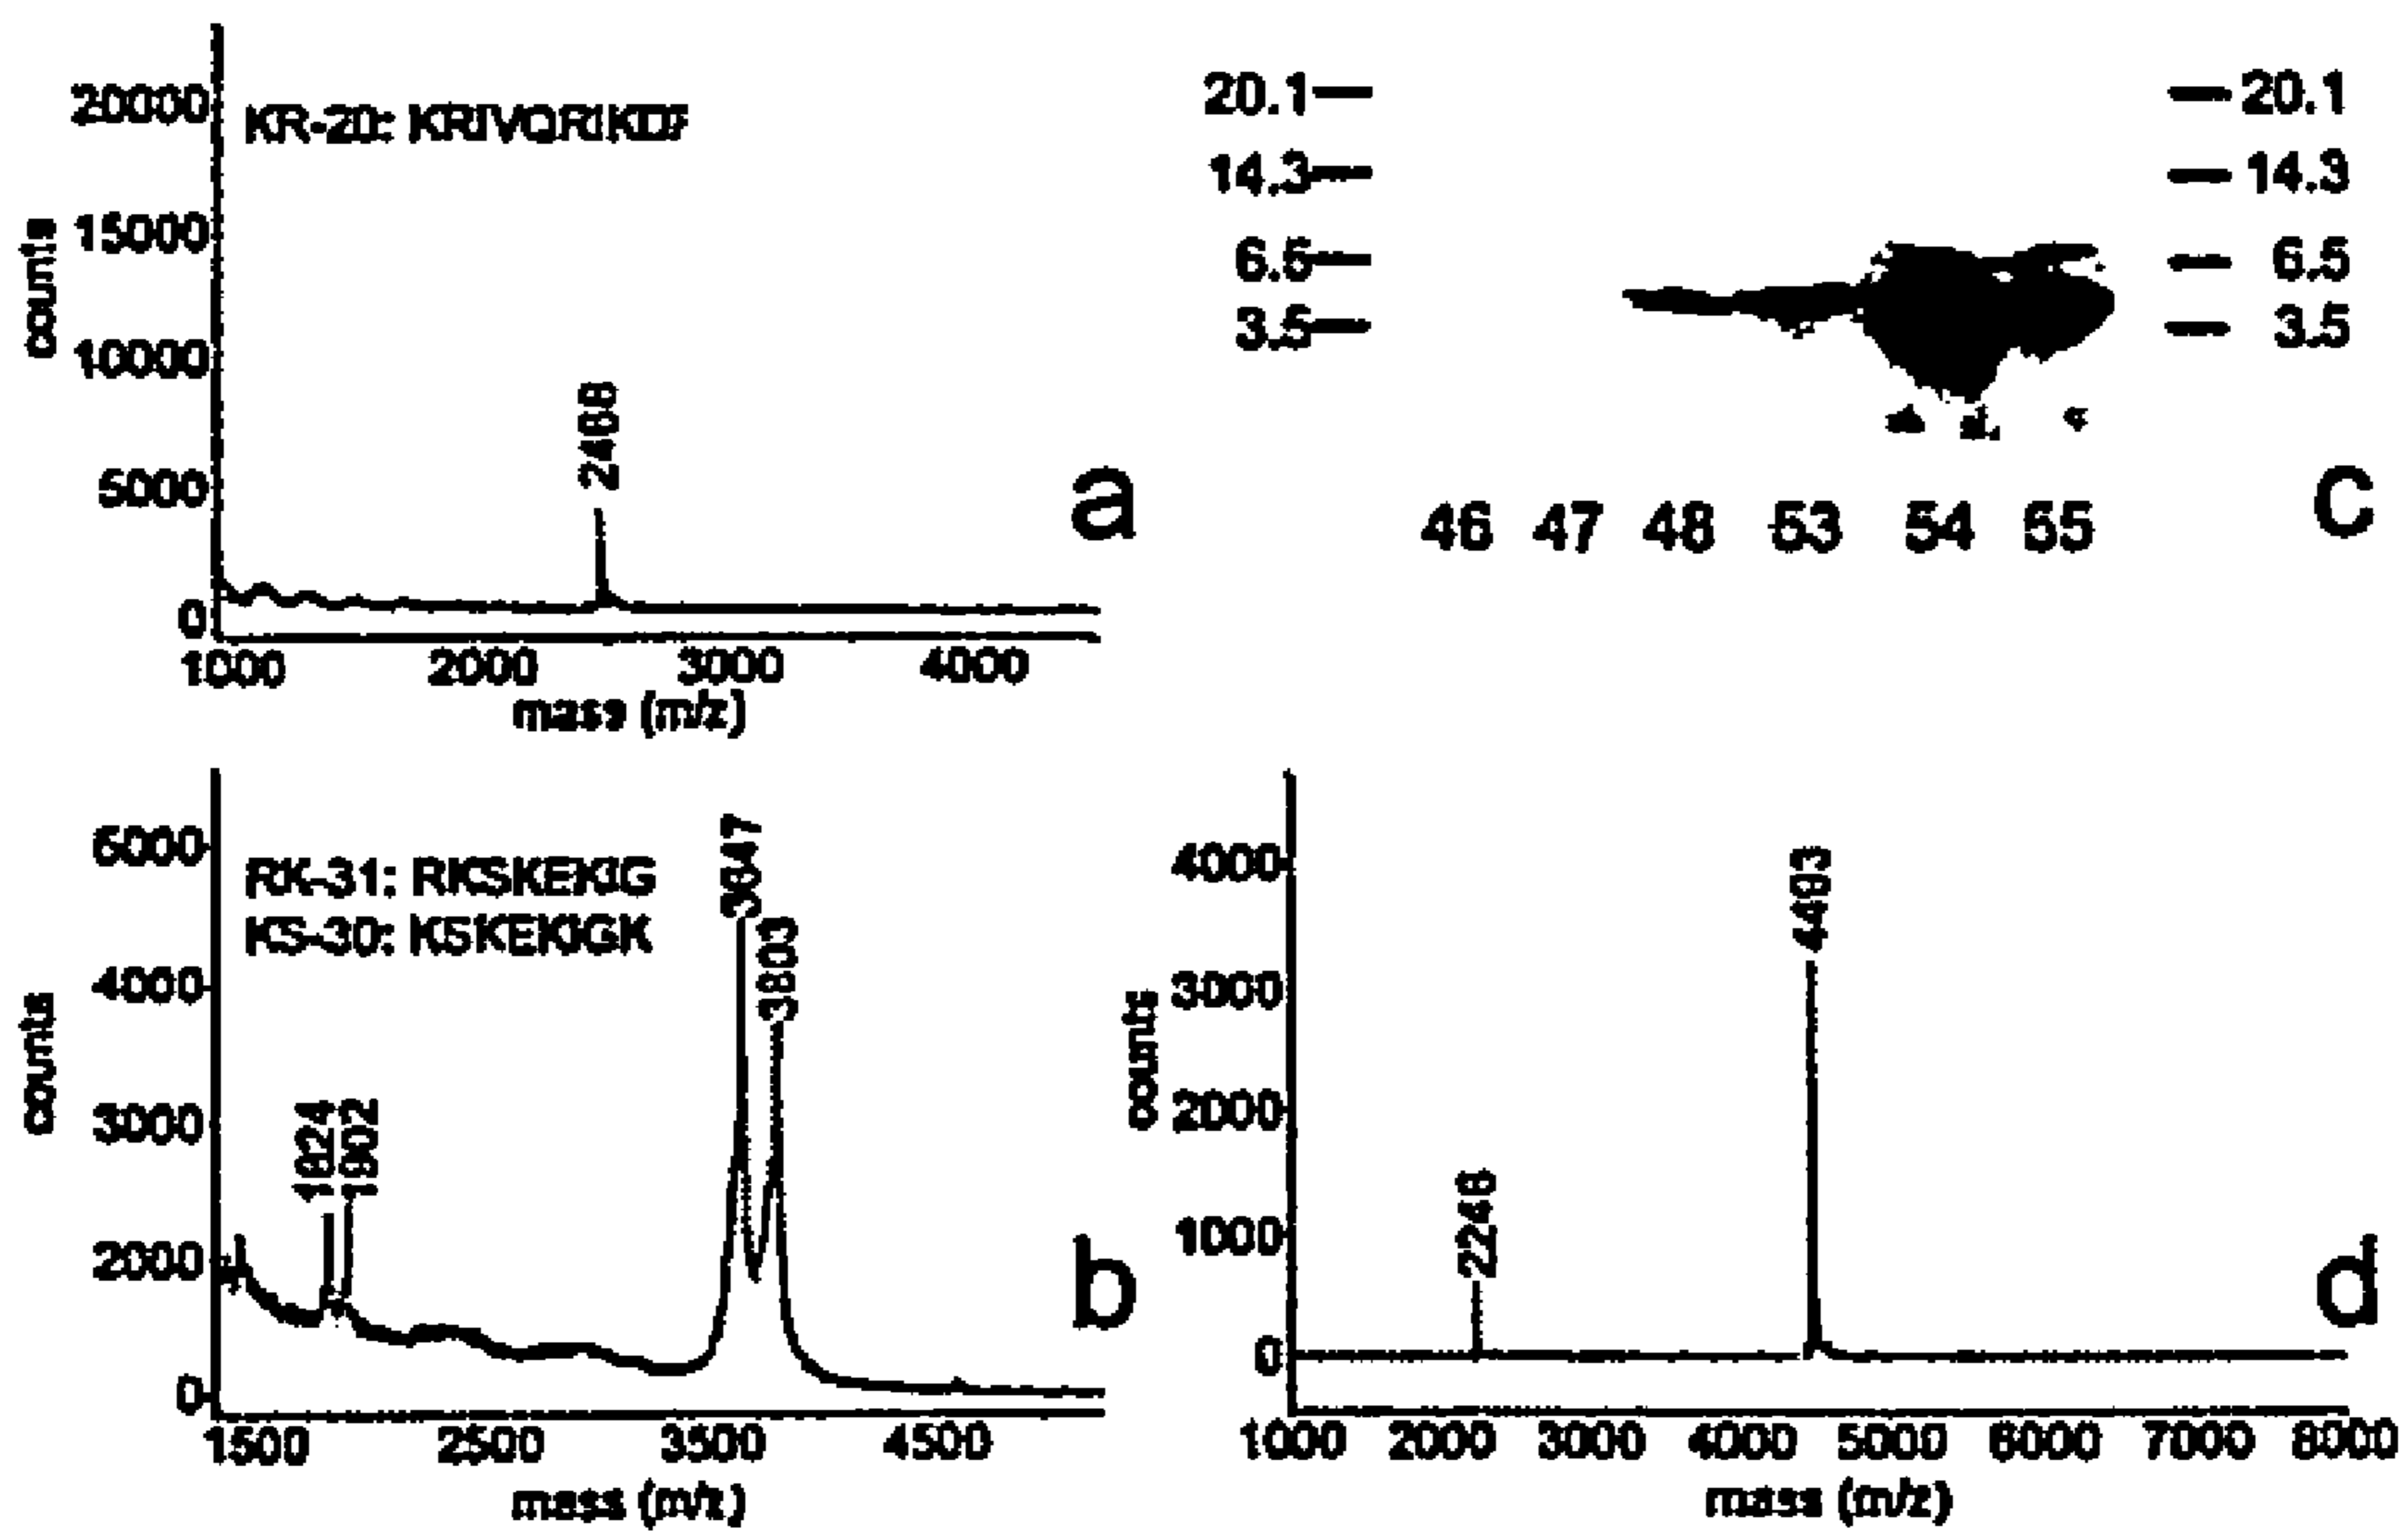 20000
15000
10000
5000
0
counts
KR-20: KRIVQRIKDF
2468
1000 2000 3000 4000
mass (m/z)
a
20.1
14.3
6.5
3.5
20.1
14.3
6.5
3.5
46 47 48 53 54 55
c
5000
4000
3000
2000
0
counts
RK-31: RKSKEKIG
KS-30: KSKEKIGK
1824
1902
3647
3803
1500 2500 3500 4500
mass (m/z)
b
4000
3000
2000
1000
0
counts
2246
4493
1000 2000 3000 4000 5000 6000 7000 8000
mass (m/z)
d